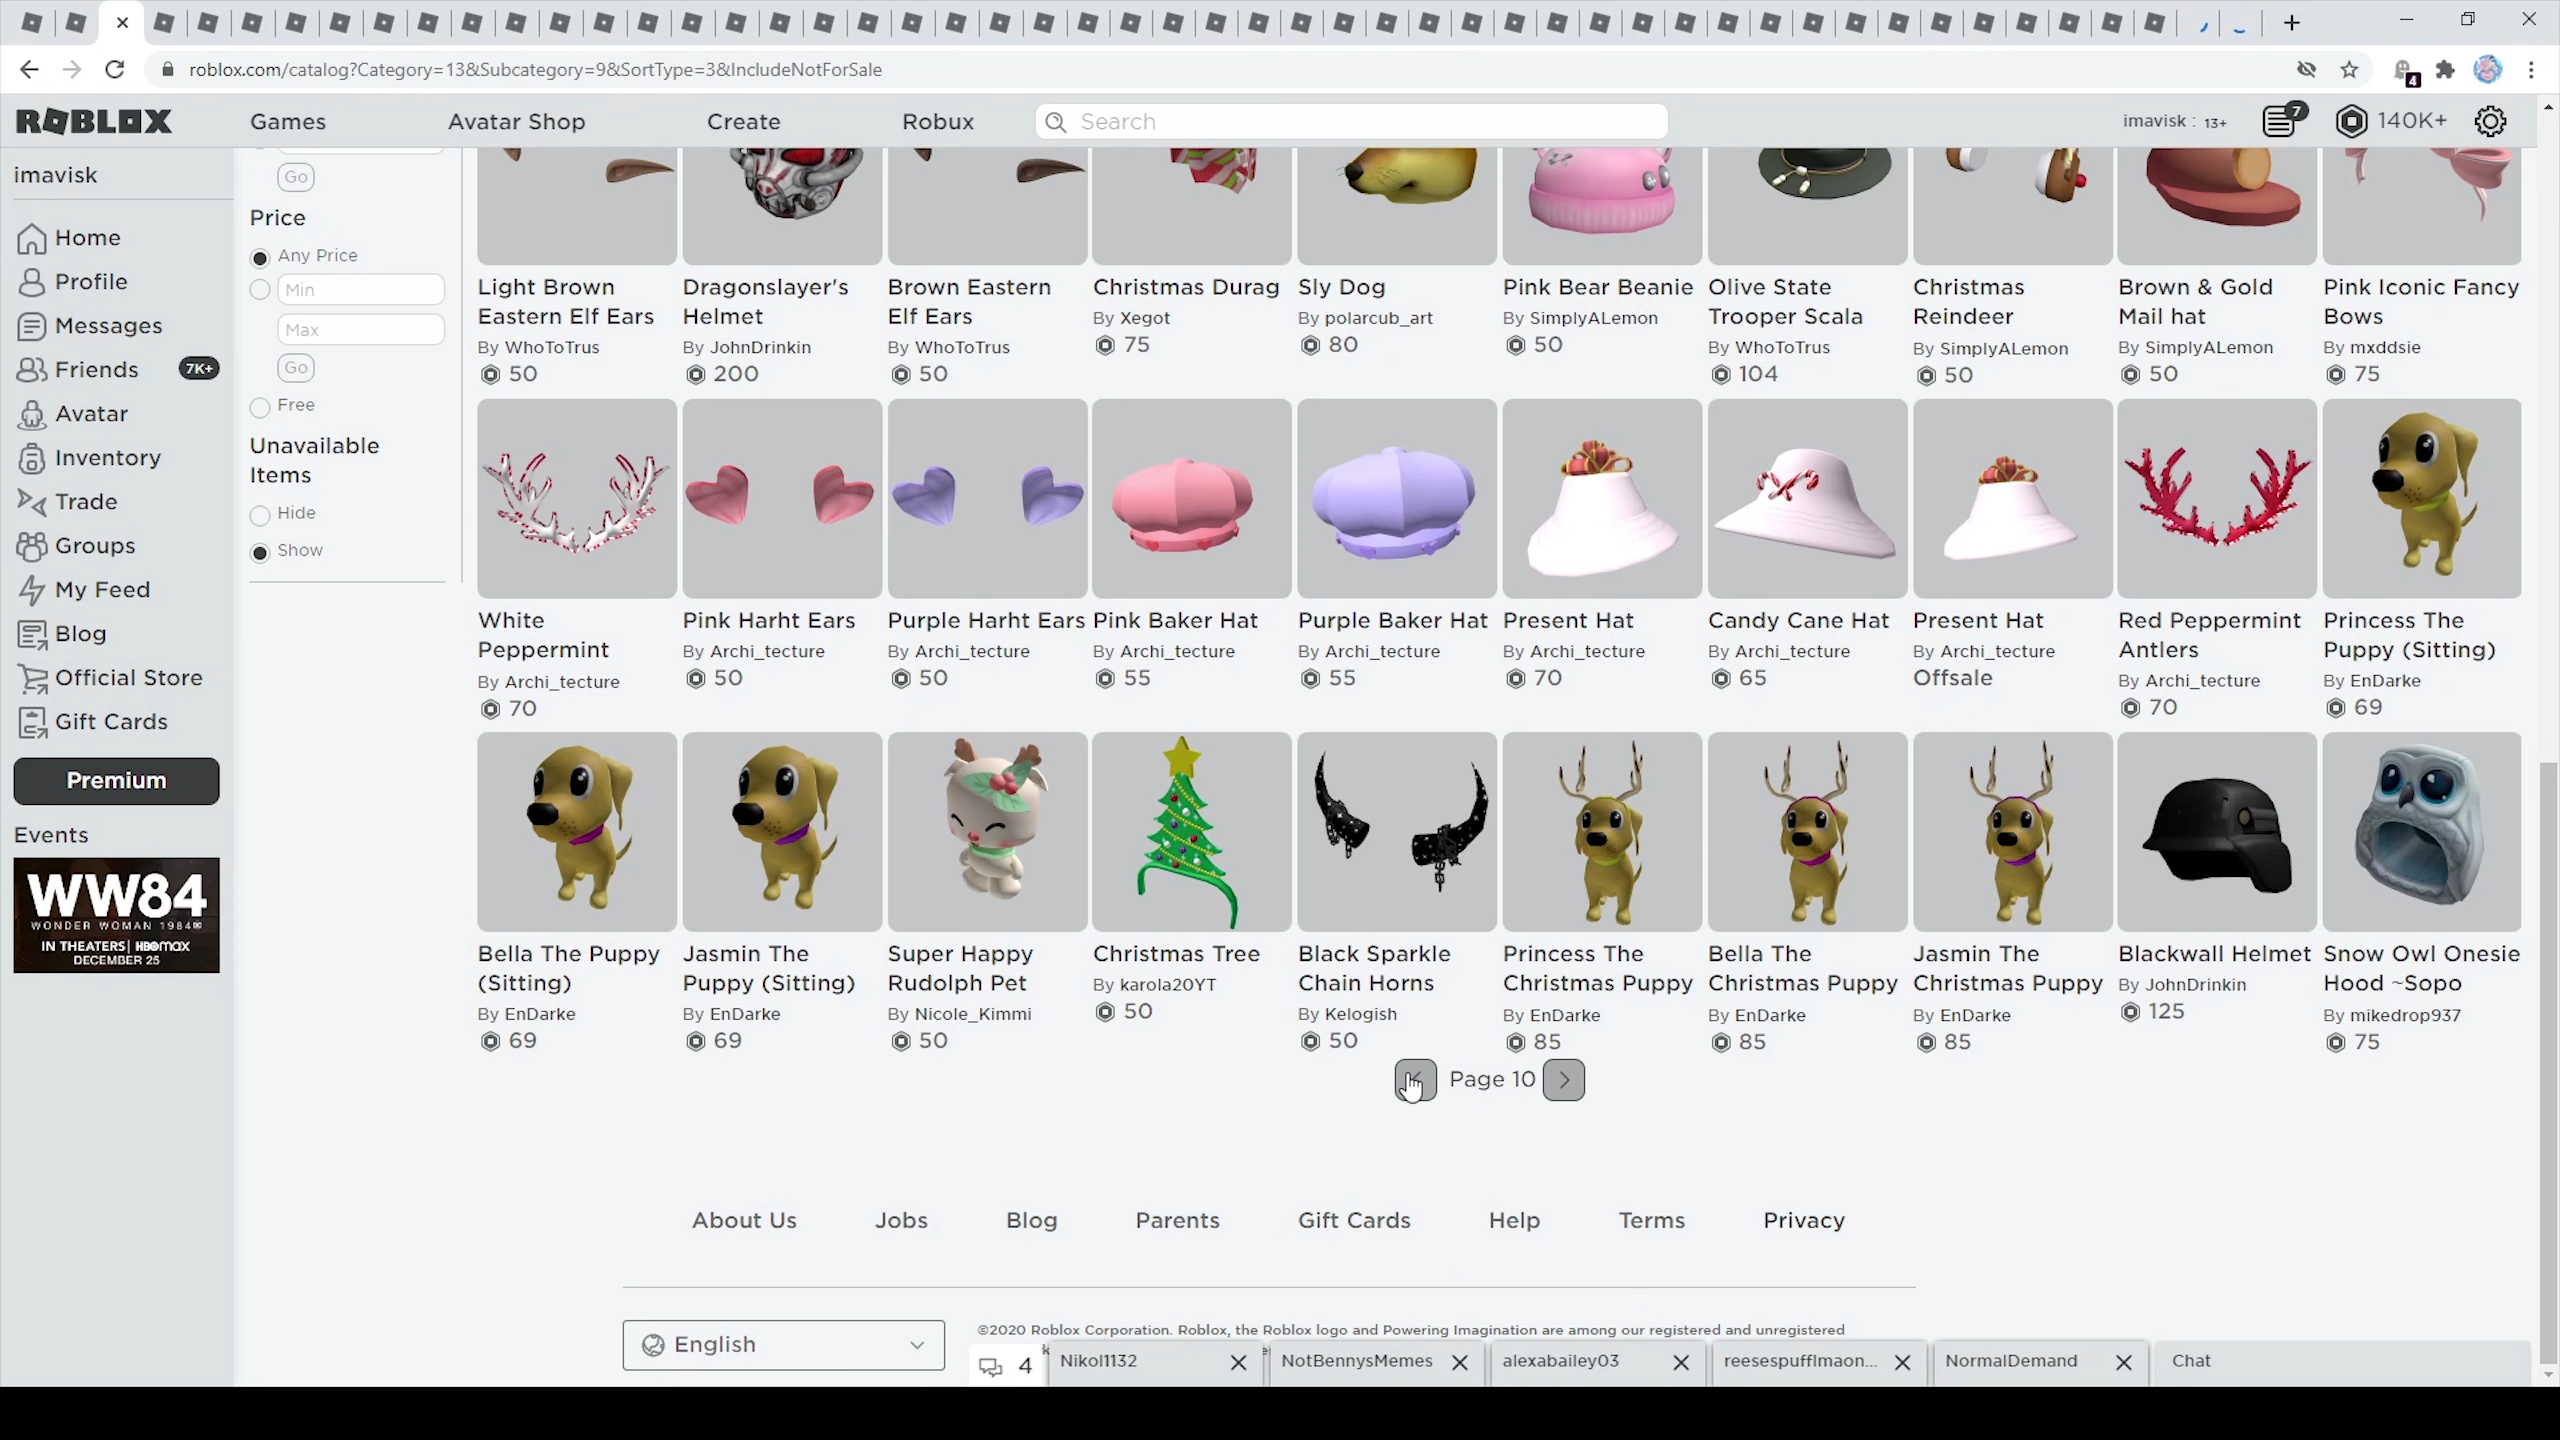 roblox.com/catalog?Category=13&Subcategory=9&SortType=3&IncludeNotForSale
4
ROBLOX Games Avatar Shop Create Robux Search imavisk : 13+ 7 140K+
imavisk
Home
Profile
Messages
Friends 7K+
Avatar
Inventory
Trade
Groups
My Feed
Blog
Official Store
Gift Cards
Premium
Events
WW84
WONDER WOMAN 1984
IN THEATERS | HBOmax
DECEMBER 25
Go
Price
Any Price
Min
Max
Go
Free
Unavailable
Items
Hide
Show
Light Brown
Eastern Elf Ears
By WhoToTrus
50
Dragonslayer's
Helmet
By JohnDrinkin
200
Brown Eastern
Elf Ears
By WhoToTrus
50
Christmas Durag
By Xegot
75
Sly Dog
By polarcub_art
80
Pink Bear Beanie
By SimplyALemon
50
Olive State
Trooper Scala
By WhoToTrus
104
Christmas
Reindeer
By SimplyALemon
50
Brown & Gold
Mail hat
By SimplyALemon
50
Pink Iconic Fancy
Bows
By mxddsie
75
White
Peppermint
By Archi_tecture
70
Pink Harht Ears
By Archi_tecture
50
Purple Harht Ears
By Archi_tecture
50
Pink Baker Hat
By Archi_tecture
55
Purple Baker Hat
By Archi_tecture
55
Present Hat
By Archi_tecture
70
Candy Cane Hat
By Archi_tecture
65
Present Hat
By Archi_tecture
Offsale
Red Peppermint
Antlers
By Archi_tecture
70
Princess The
Puppy (Sitting)
By EnDarke
69
Bella The Puppy
(Sitting)
By EnDarke
69
Jasmin The
Puppy (Sitting)
By EnDarke
69
Super Happy
Rudolph Pet
By Nicole_Kimmi
50
Christmas Tree
By karola20YT
50
Black Sparkle
Chain Horns
By Kelogish
50
Princess The
Christmas Puppy
By EnDarke
85
Bella The
Christmas Puppy
By EnDarke
85
Jasmin The
Christmas Puppy
By EnDarke
85
Blackwall Helmet
By JohnDrinkin
125
Snow Owl Onesie
Hood ~Sopo
By mikedrop937
75
Page 10
About Us Jobs Blog Parents Gift Cards Help Terms Privacy
English
©2020 Roblox Corporation. Roblox, the Roblox logo and Powering Imagination are among our registered and unregistered
4 Nikol1132 NotBennysMemes alexabailey03 reesespufflmaon... NormalDemand Chat